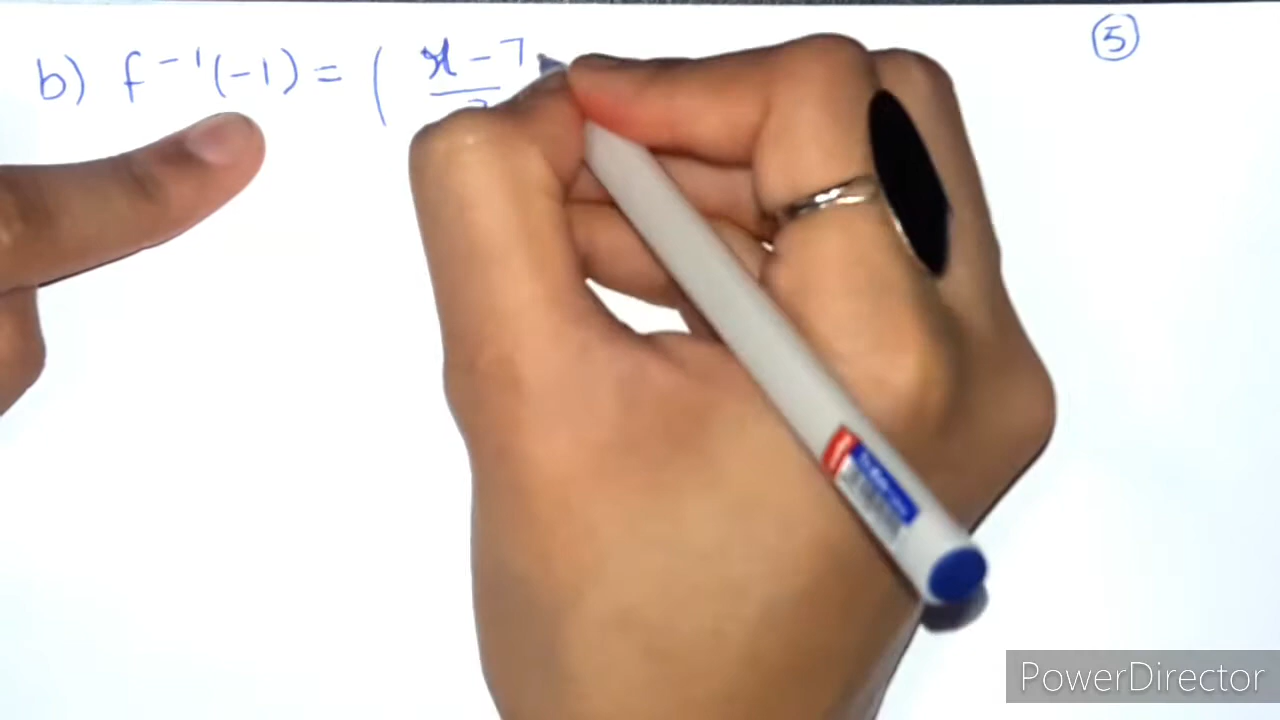 ⑤
b) f⁻¹(-1) = ( x - 7
PowerDirector